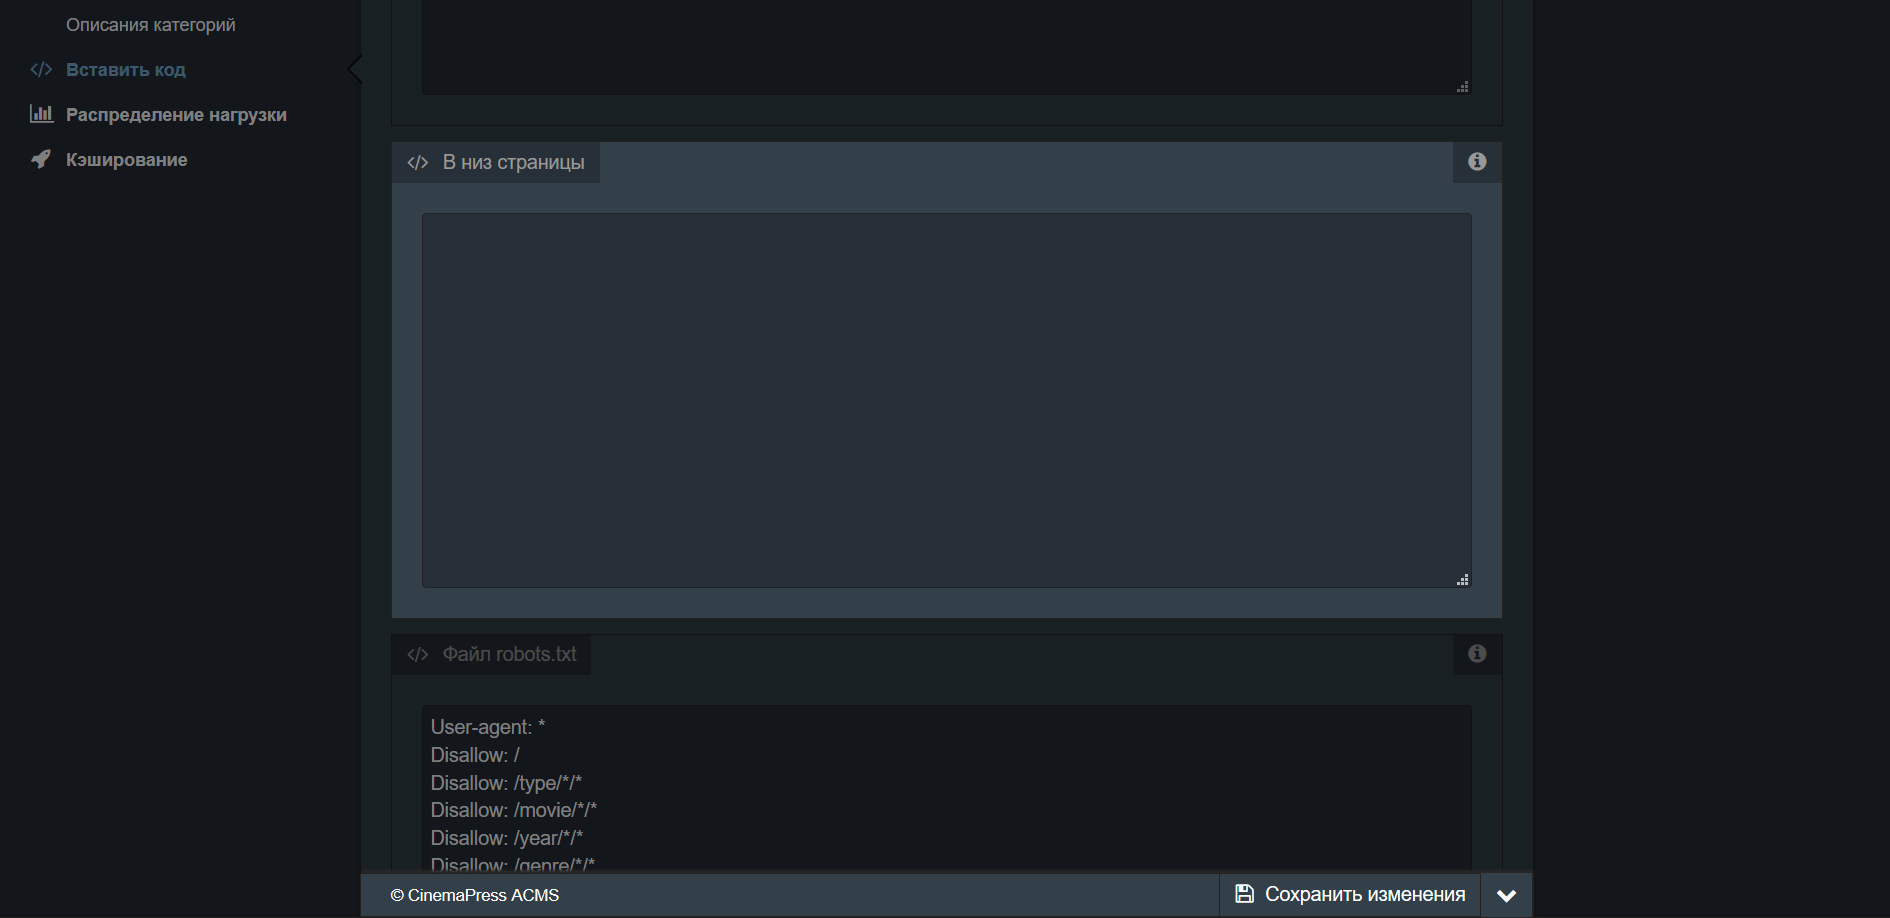 Описания категорий
Вставить код
Распределение нагрузки
Кэширование
В низ страницы
Файл robots.txt
User-agent: *
Disallow: /
Disallow: /type/*/*
Disallow: /movie/*/*
Disallow: /year/*/*
Disallow: /genre/*/*
© CinemaPress ACMS
Сохранить изменения